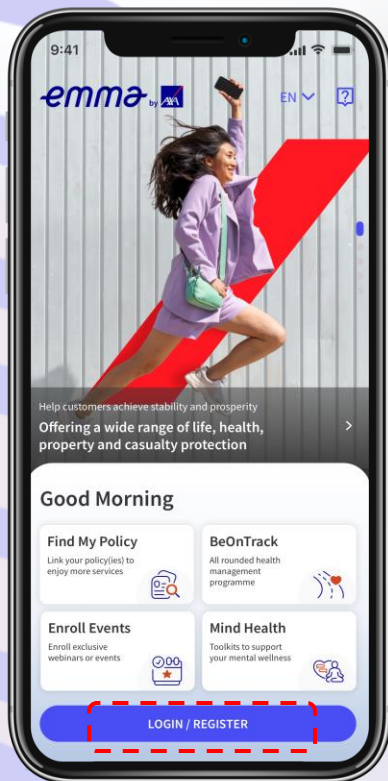 9:41
emma by AXA
EN
?
Help customers achieve stability and prosperity
Offering a wide range of life, health,
property and casualty protection
Good Morning
Find My Policy
Link your policy(ies) to
enjoy more services
BeOnTrack
All rounded health
management
programme
Enroll Events
Enroll exclusive
webinars or events
Mind Health
Toolkits to support
your mental wellness
LOGIN / REGISTER